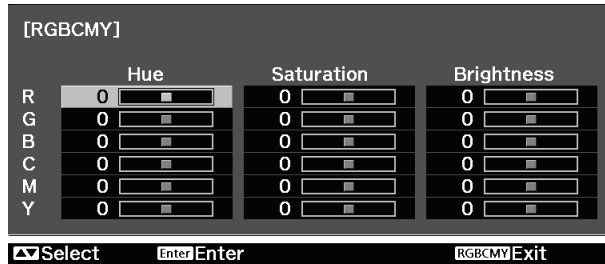 [RGBCMY]
Hue Saturation Brightness
R 0 0 0
G 0 0 0
B 0 0 0
C 0 0 0
M 0 0 0
Y 0 0 0
Select Enter Enter RGBCMY Exit